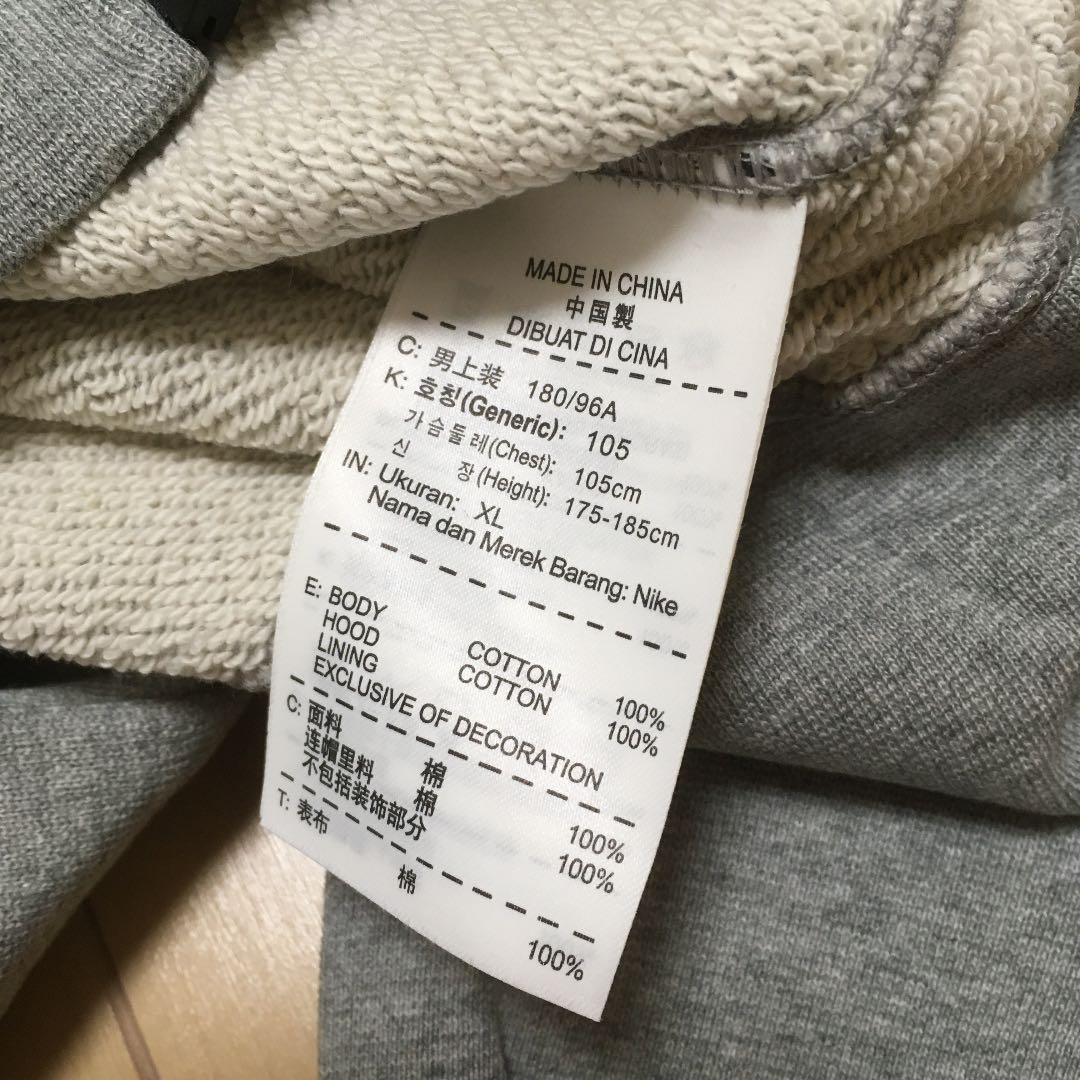 MADE IN CHINA
中国製
DIBUAT DI CINA
C: 男上装 180/96A
K: 호칭(Generic): 105
가슴둘레(Chest): 105cm
신 장(Height): 175-185cm
IN: Ukuran: XL
Nama dan Merek Barang: Nike
E: BODY COTTON 100%
HOOD LINING COTTON 100%
EXCLUSIVE OF DECORATION
C: 面料 棉 100%
连帽里料 棉 100%
不包括装饰部分
T: 表布 棉 100%